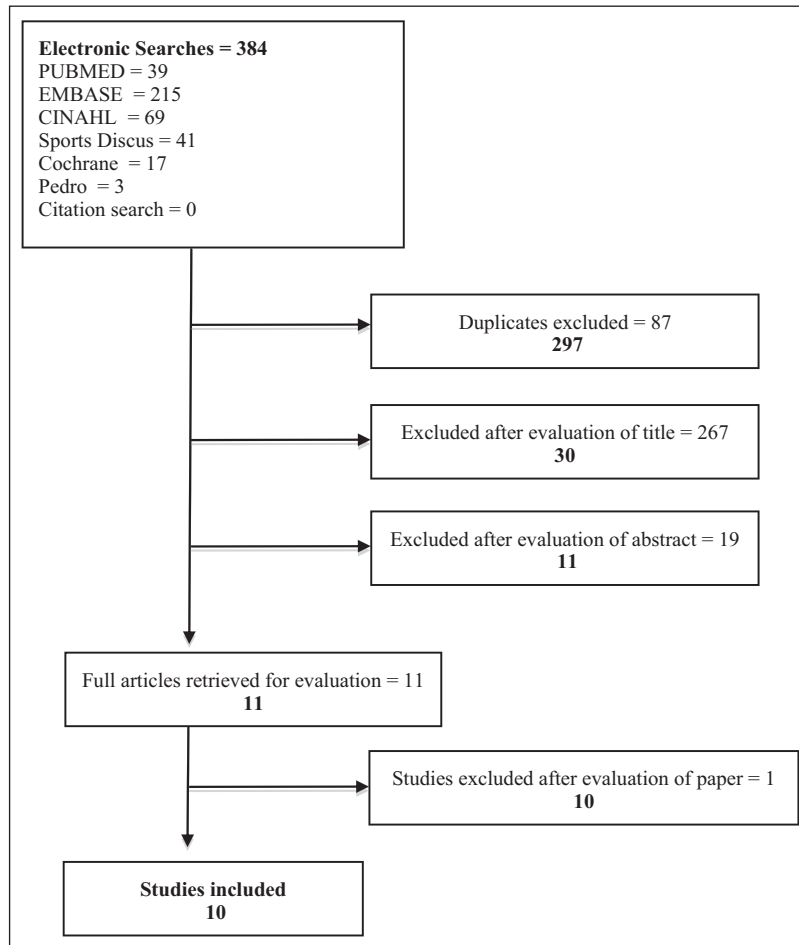 Electronic Searches = 384
PUBMED = 39
EMBASE = 215
CINAHL = 69
Sports Discus = 41
Cochrane = 17
Pedro = 3
Citation search = 0
Duplicates excluded = 87
297
Excluded after evaluation of title = 267
30
Excluded after evaluation of abstract = 19
11
Full articles retrieved for evaluation = 11
11
Studies excluded after evaluation of paper = 1
10
Studies included
10